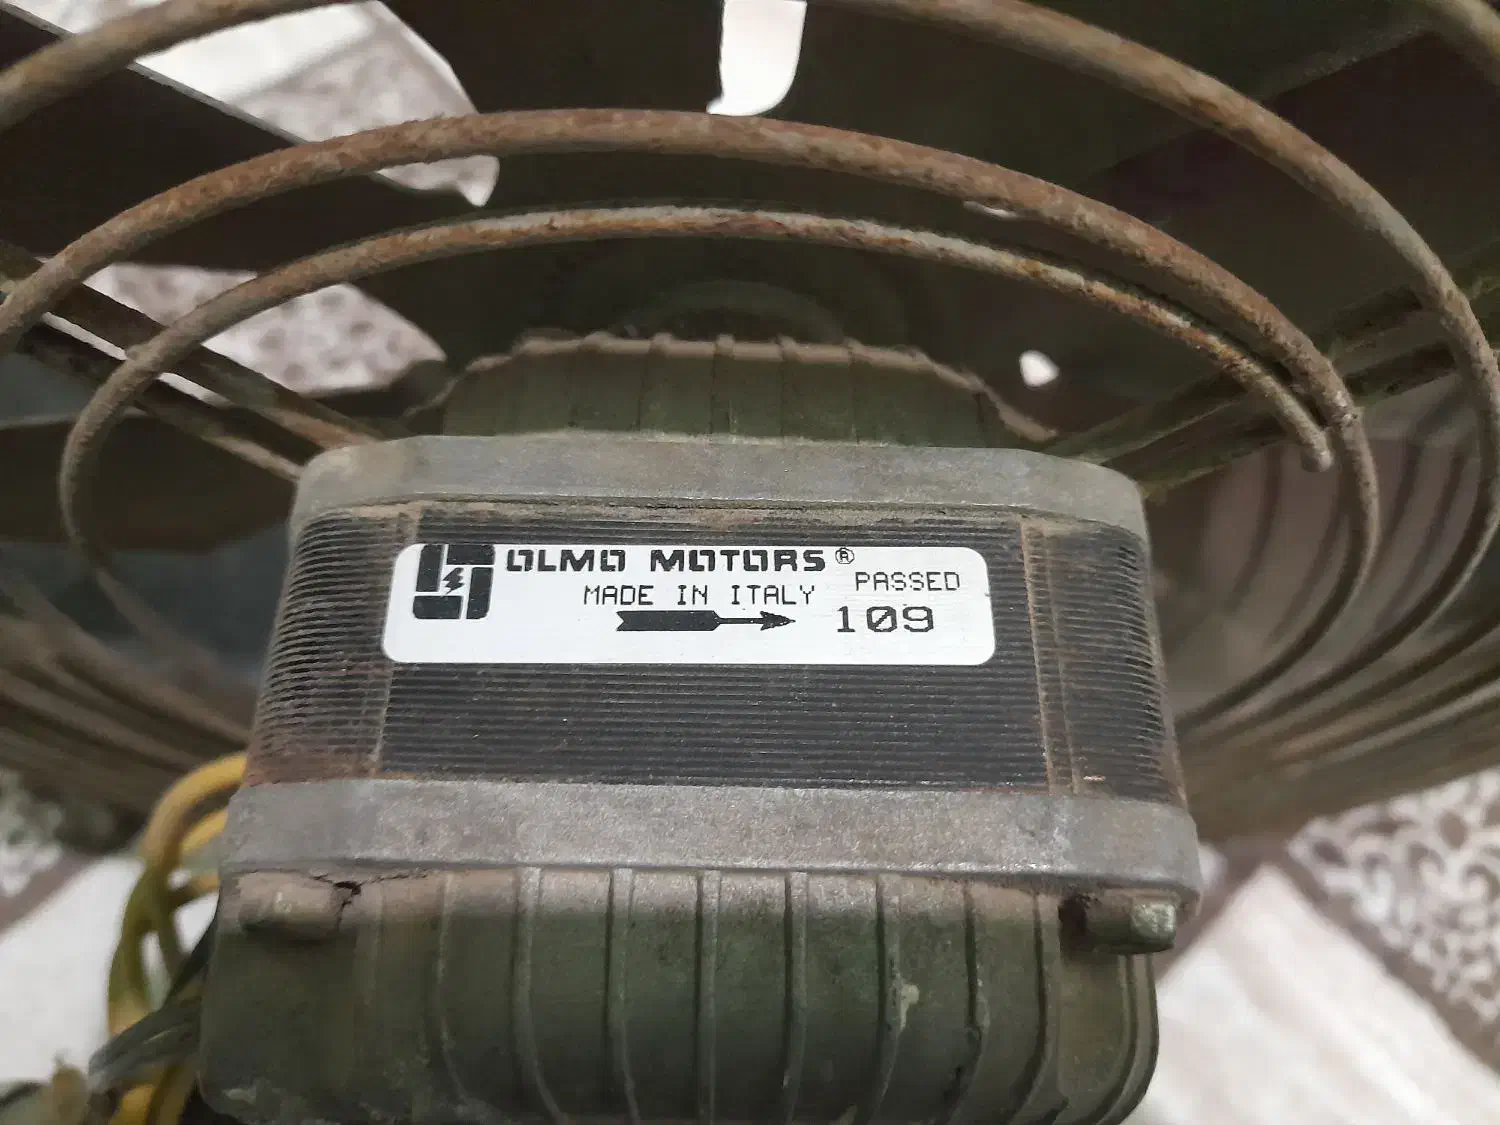 OLMO MOTORS®
MADE IN ITALY
PASSED
109